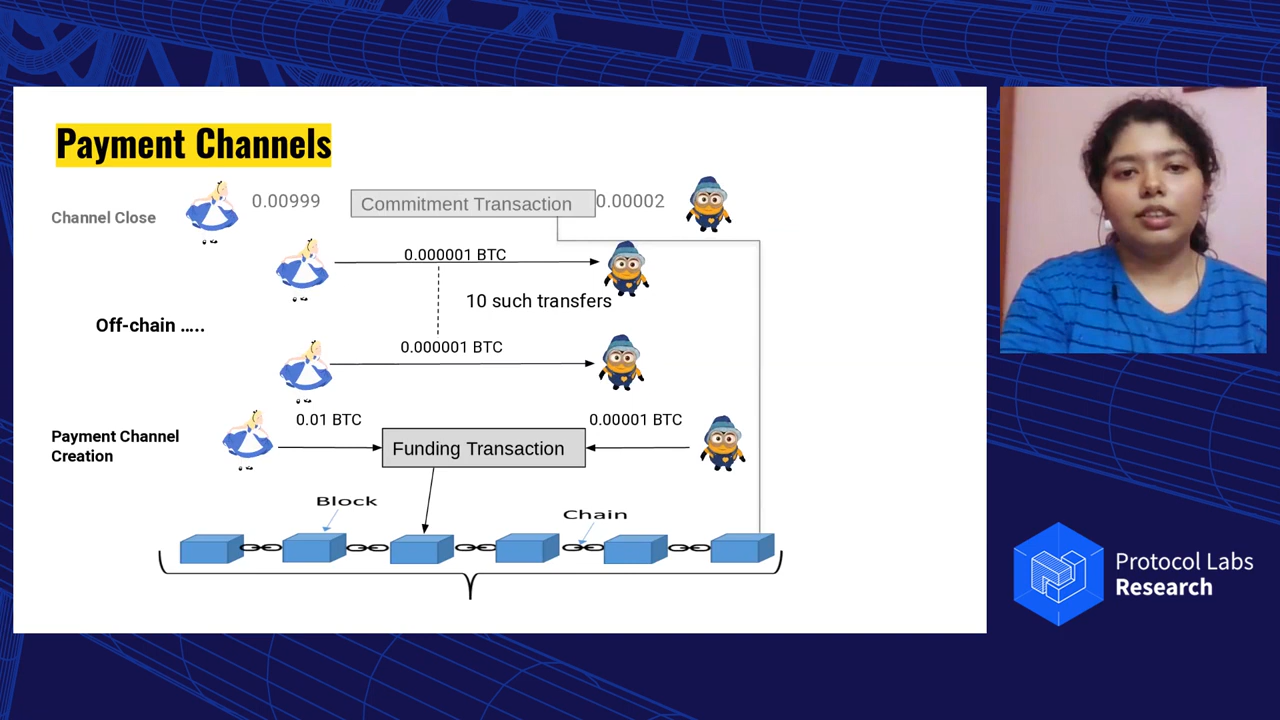 Payment Channels
Channel Close
0.00999
Commitment Transaction
0.00002
0.000001 BTC
10 such transfers
Off-chain .....
0.000001 BTC
Payment Channel
Creation
0.01 BTC
Funding Transaction
0.00001 BTC
Block
Chain
Protocol Labs
Research